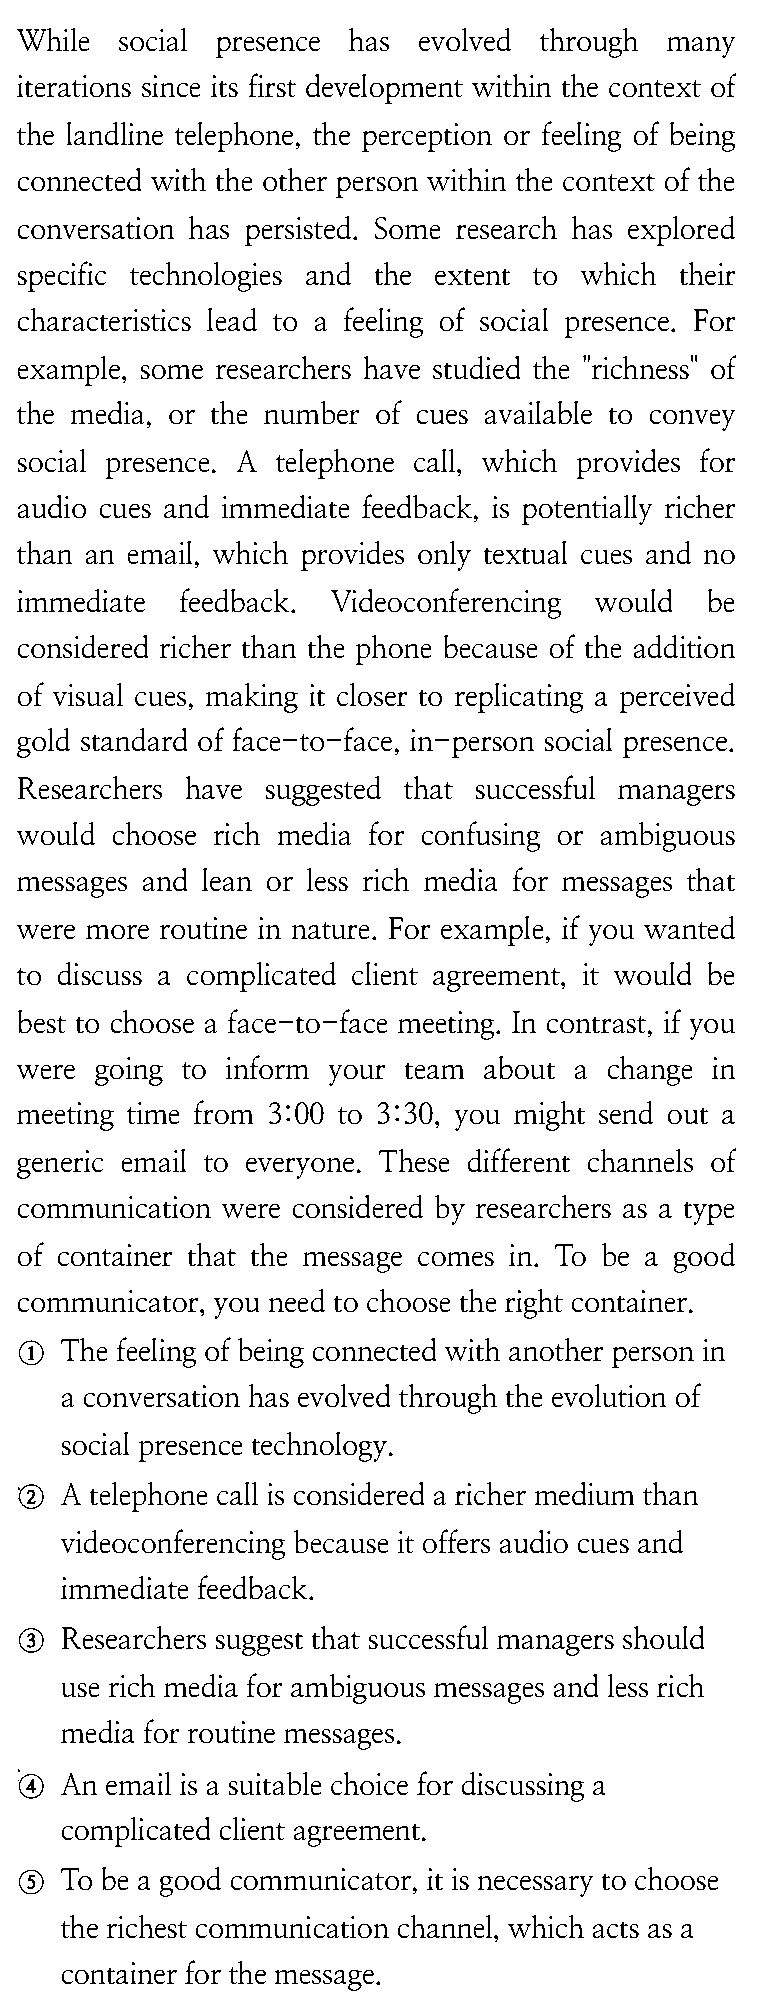 While social presence has evolved through many
iterations since its first development within the context of
the landline telephone, the perception or feeling of being
connected with the other person within the context of the
conversation has persisted. Some research has explored
specific technologies and the extent to which their
characteristics lead to a feeling of social presence. For
example, some researchers have studied the "richness" of
the media, or the number of cues available to convey
social presence. A telephone call, which provides for
audio cues and immediate feedback, is potentially richer
than an email, which provides only textual cues and no
immediate feedback. Videoconferencing would be
considered richer than the phone because of the addition
of visual cues, making it closer to replicating a perceived
gold standard of face-to-face, in-person social presence.
Researchers have suggested that successful managers
would choose rich media for confusing or ambiguous
messages and lean or less rich media for messages that
were more routine in nature. For example, if you wanted
to discuss a complicated client agreement, it would be
best to choose a face-to-face meeting. In contrast, if you
were going to inform your team about a change in
meeting time from 3:00 to 3:30, you might send out a
generic email to everyone. These different channels of
communication were considered by researchers as a type
of container that the message comes in. To be a good
communicator, you need to choose the right container.
① The feeling of being connected with another person in
a conversation has evolved through the evolution of
social presence technology.
② A telephone call is considered a richer medium than
videoconferencing because it offers audio cues and
immediate feedback.
③ Researchers suggest that successful managers should
use rich media for ambiguous messages and less rich
media for routine messages.
④ An email is a suitable choice for discussing a
complicated client agreement.
⑤ To be a good communicator, it is necessary to choose
the richest communication channel, which acts as a
container for the message.